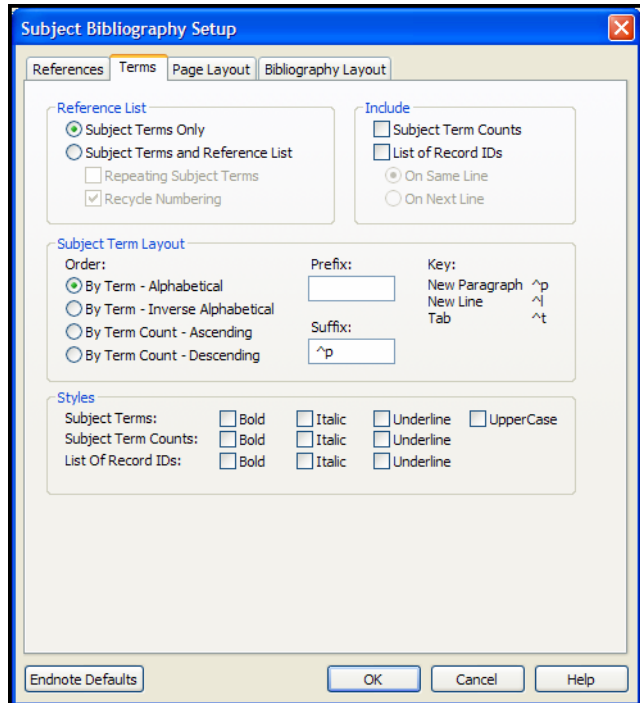 Subject Bibliography Setup
References Terms Page Layout Bibliography Layout
Reference List
Subject Terms Only
Subject Terms and Reference List
Repeating Subject Terms
Recycle Numbering
Include
Subject Term Counts
List of Record IDs
On Same Line
On Next Line
Subject Term Layout
Order:
By Term - Alphabetical
By Term - Inverse Alphabetical
By Term Count - Ascending
By Term Count - Descending
Prefix:
Suffix:
^p
Key:
New Paragraph ^p
New Line ^l
Tab ^t
Styles
Subject Terms: Bold Italic Underline UpperCase
Subject Term Counts: Bold Italic Underline
List Of Record IDs: Bold Italic Underline
Endnote Defaults OK Cancel Help